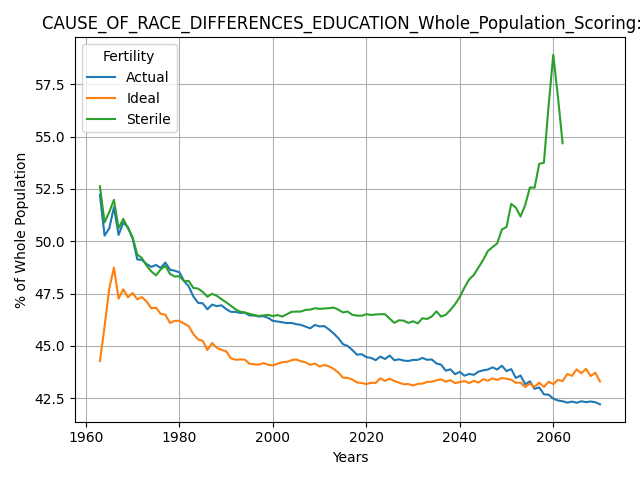 CAUSE_OF_RACE_DIFFERENCES_EDUCATION_Whole_Population_Scoring:
Fertility
Actual
Ideal
Sterile
57.5
55.0
52.5
50.0
47.5
45.0
42.5
% of Whole Population
1960
1980
2000
2020
2040
2060
Years